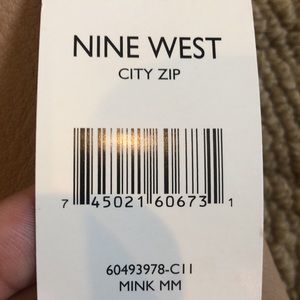 NINE WEST
CITY ZIP
7 45021 60673 1
60493978-C11
MINK MM